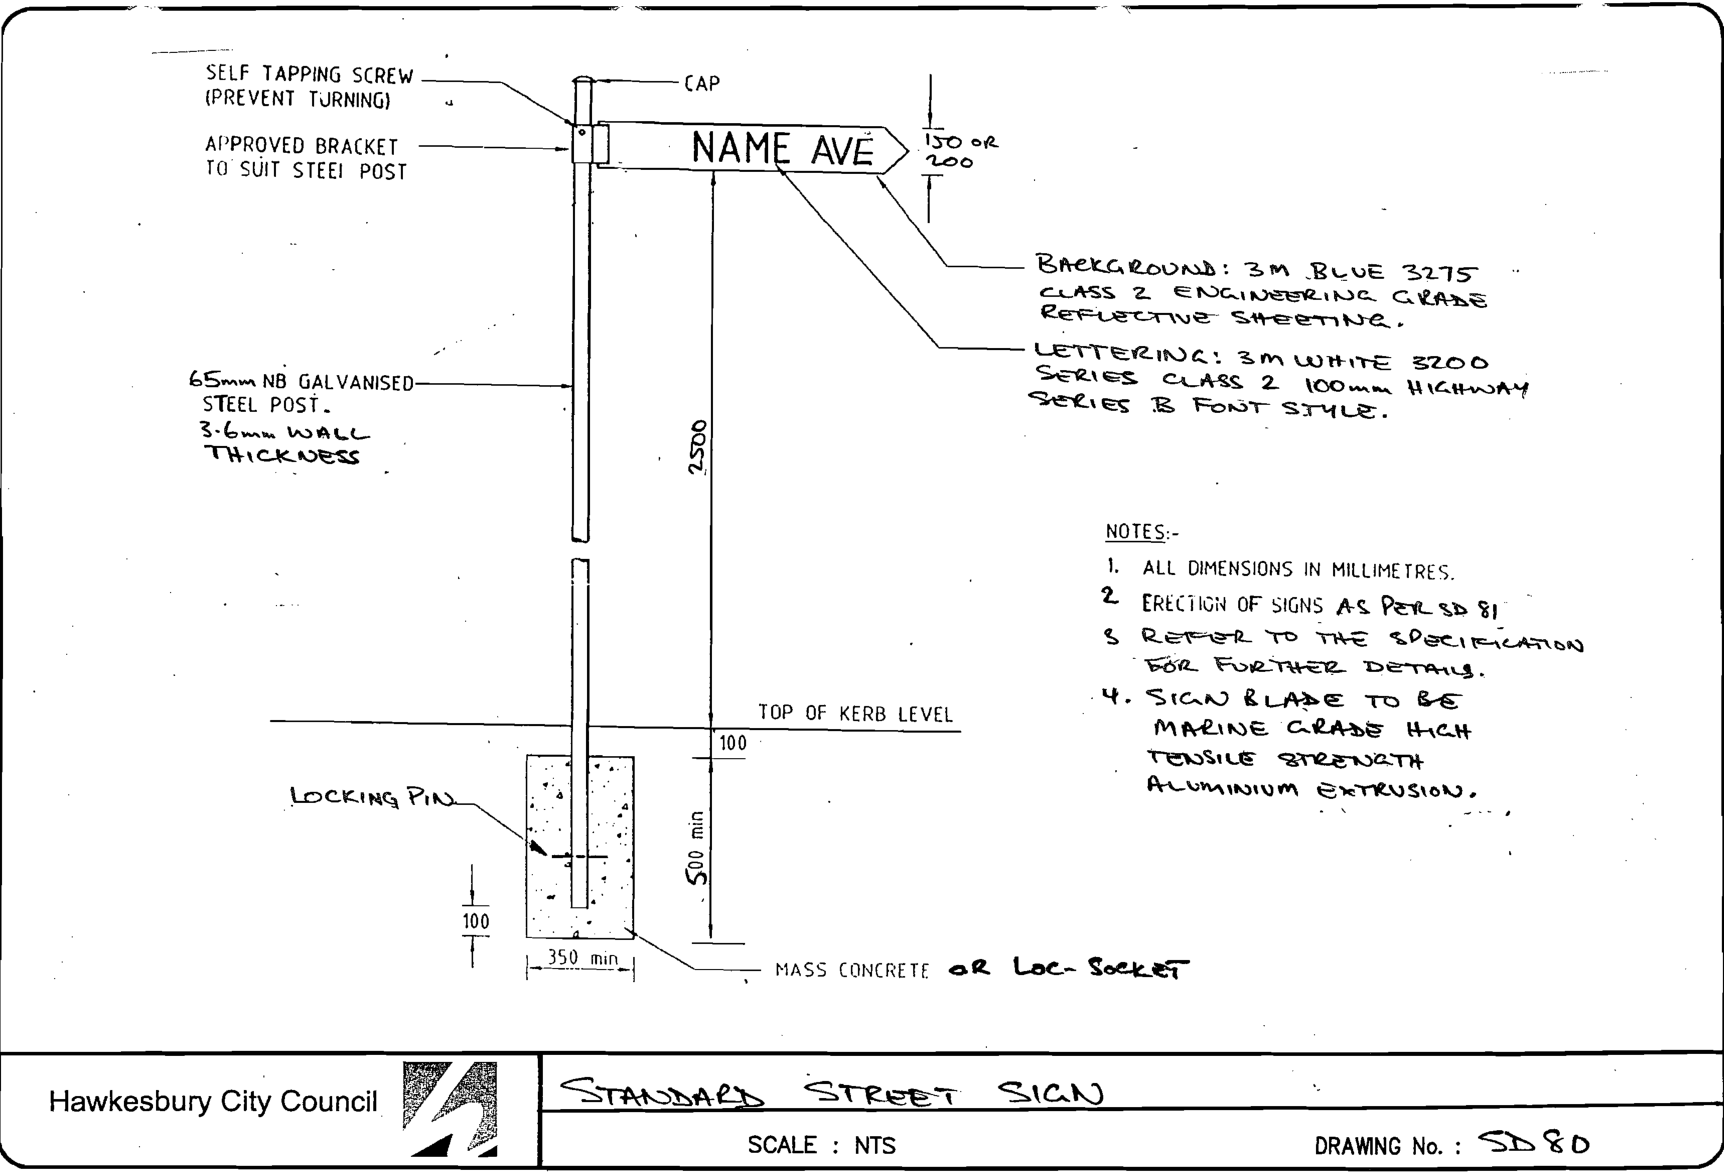 SELF TAPPING SCREW
(PREVENT TURNING)
CAP
APPROVED BRACKET
TO SUIT STEEL POST
NAME AVE
150 OR
200
BACKGROUND: 3M BLUE 3275
CLASS 2 ENGINEERING GRADE
REFLECTIVE SHEETING.
LETTERING: 3M WHITE 3200
SERIES CLASS 2 100mm HIGHWAY
SERIES B FONT STYLE.
65mm NB GALVANISED
STEEL POST.
3.6mm WALL
THICKNESS
2500
NOTES:-
1. ALL DIMENSIONS IN MILLIMETRES.
2 ERECTION OF SIGNS AS PER SD 81
3 REFER TO THE SPECIFICATION
FOR FURTHER DETAILS.
4. SIGN BLADE TO BE
MARINE GRADE HIGH
TENSILE STRENGTH
ALUMINIUM EXTRUSION.
TOP OF KERB LEVEL
100
LOCKING PIN
500 min
100
350 min
MASS CONCRETE OR LOC-SOCKET
Hawkesbury City Council
STANDARD STREET SIGN
SCALE : NTS
DRAWING No. : SD 80